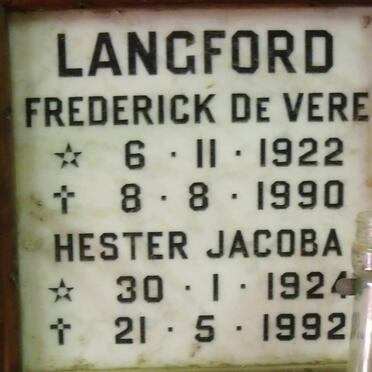 LANGFORD
FREDERICK DE VERE
☆ 6 · 11 · 1922
✝ 8 · 8 · 1990
HESTER JACOBA
☆ 30 · 1 · 1924
✝ 21 · 5 · 1992